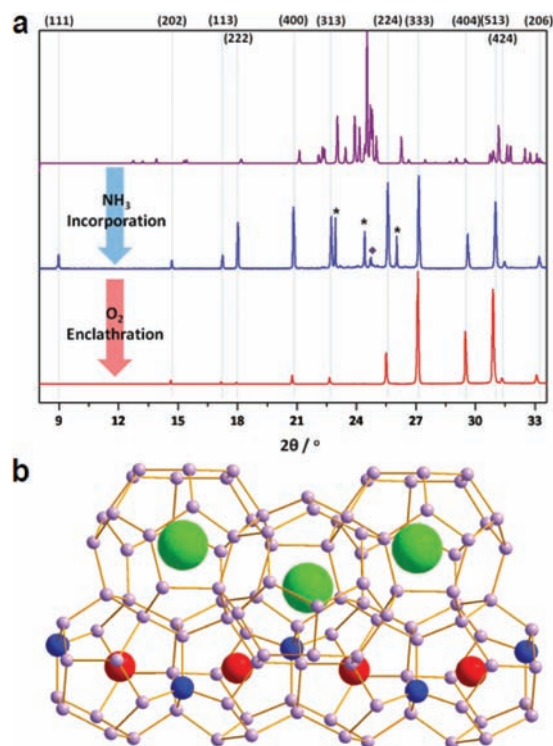 a
(111) (202) (113) (400) (313) (224) (333) (404) (513) (206)
(222) (424)
NH3
Incorporation
* * ◆ *
O2
Enclathration
9 12 15 18 21 24 27 30 33
2θ / °
b